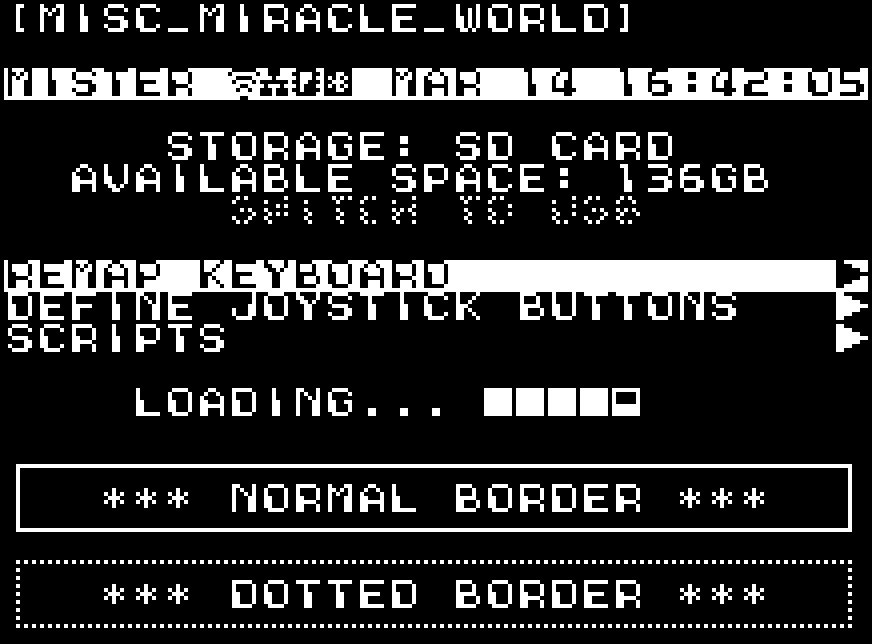 [MISC_MIRACLE_WORLD]
MISTER MAR 14 16:42:05
STORAGE: SD CARD
AVAILABLE SPACE: 136GB
SWITCH TO USB
REMAP KEYBOARD
DEFINE JOYSTICK BUTTONS
SCRIPTS
LOADING...
*** NORMAL BORDER ***
*** DOTTED BORDER ***